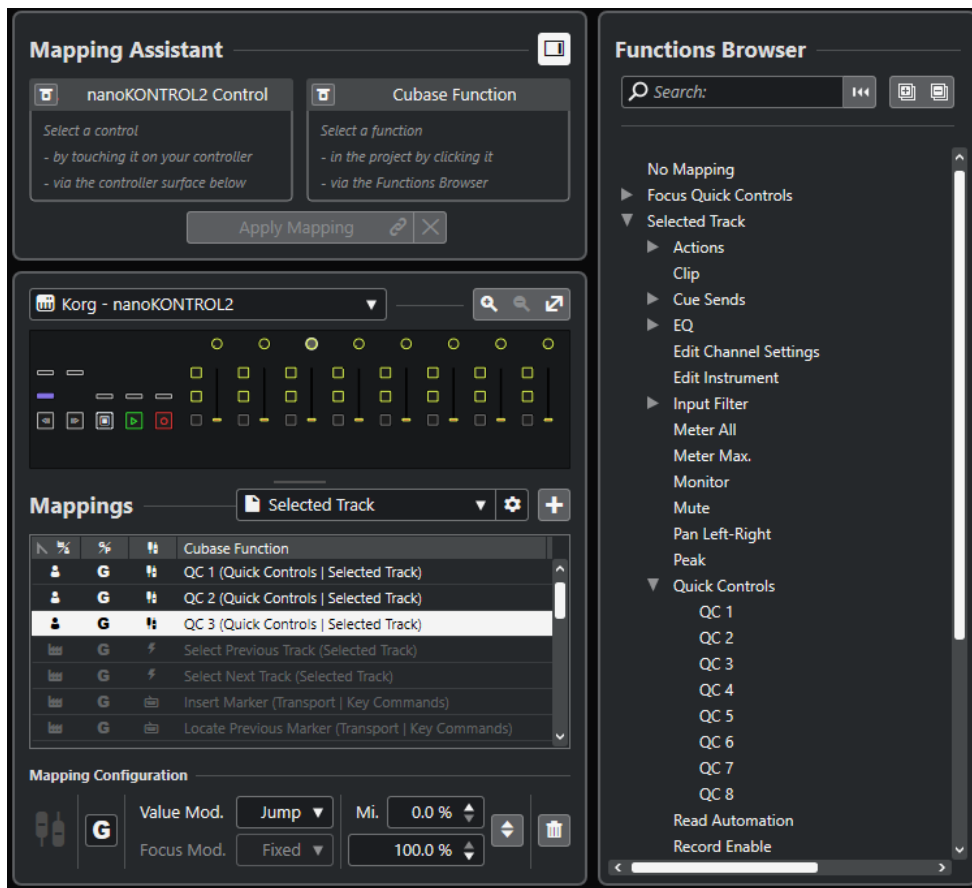 Mapping Assistant
nanoKONTROL2 Control
Cubase Function
Select a control
- by touching it on your controller
- via the controller surface below
Select a function
- in the project by clicking it
- via the Functions Browser
Apply Mapping
Korg - nanoKONTROL2
Mappings
Selected Track
Cubase Function
G QC 1 (Quick Controls | Selected Track)
G QC 2 (Quick Controls | Selected Track)
G QC 3 (Quick Controls | Selected Track)
G Select Previous Track (Selected Track)
G Select Next Track (Selected Track)
G Insert Marker (Transport | Key Commands)
G Locate Previous Marker (Transport | Key Commands)
Mapping Configuration
G
Value Mod. Jump Mi. 0.0 %
Focus Mod. Fixed 100.0 %
Functions Browser
Search:
No Mapping
Focus Quick Controls
Selected Track
Actions
Clip
Cue Sends
EQ
Edit Channel Settings
Edit Instrument
Input Filter
Meter All
Meter Max.
Monitor
Mute
Pan Left-Right
Peak
Quick Controls
QC 1
QC 2
QC 3
QC 4
QC 5
QC 6
QC 7
QC 8
Read Automation
Record Enable